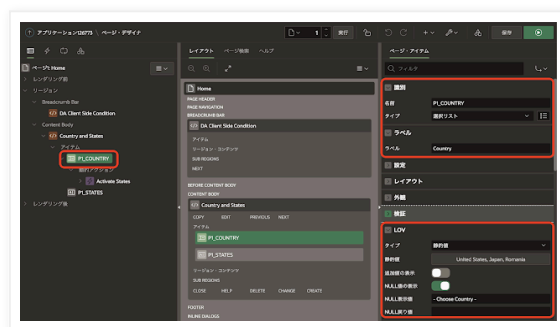 アプリケーション126773 \ ページ・デザイナ
1
実行
保存
ページ1: Home
レンダリング前
リージョン
Breadcrumb Bar
DA Client Side Condition
Content Body
Country and States
アイテム
P1_COUNTRY
動的アクション
Activate States
P1_STATES
レンダリング後
レイアウト
ページ検索
ヘルプ
Home
PAGE HEADER
PAGE NAVIGATION
BREADCRUMB BAR
DA Client Side Condition
アイテム
リージョン・コンテンツ
SUB REGIONS
NEXT
BEFORE CONTENT BODY
CONTENT BODY
Country and States
COPY EDIT PREVIOUS NEXT
アイテム
P1_COUNTRY
P1_STATES
リージョン・コンテンツ
SUB REGIONS
CLOSE HELP DELETE CHANGE CREATE
FOOTER
INLINE DIALOGS
ページ・アイテム
フィルタ
識別
名前 P1_COUNTRY
タイプ 選択リスト
ラベル
ラベル Country
設定
レイアウト
外観
検証
LOV
タイプ 静的値
静的値 United States, Japan, Romania
追加値の表示
NULL値の表示
NULL表示値 - Choose Country -
NULL戻り値